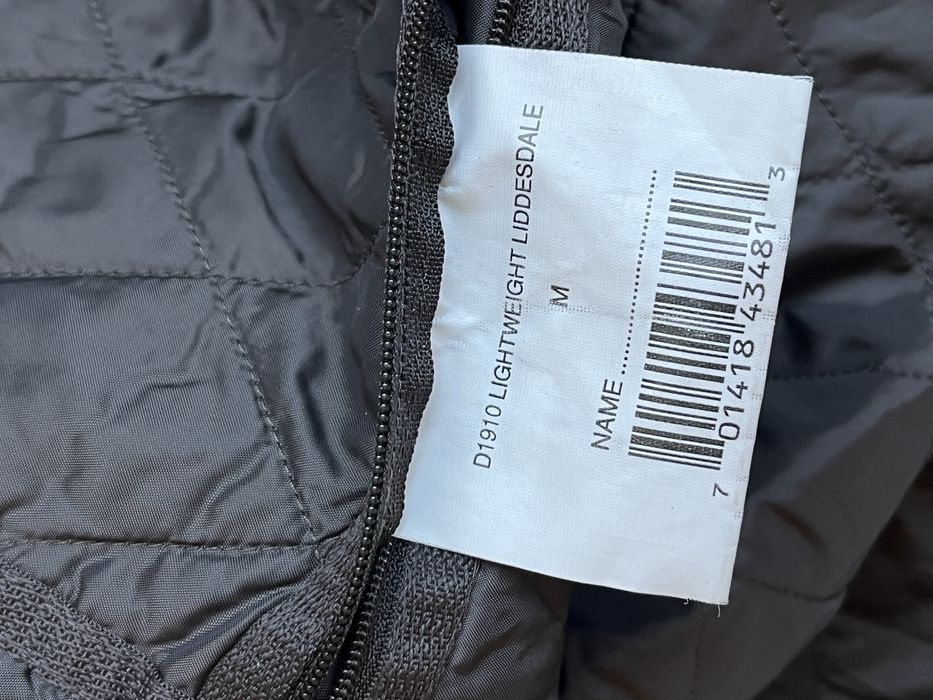 D1910 LIGHTWEIGHT LIDDESDALE
M
NAME ..............................
7 01418 43481 3